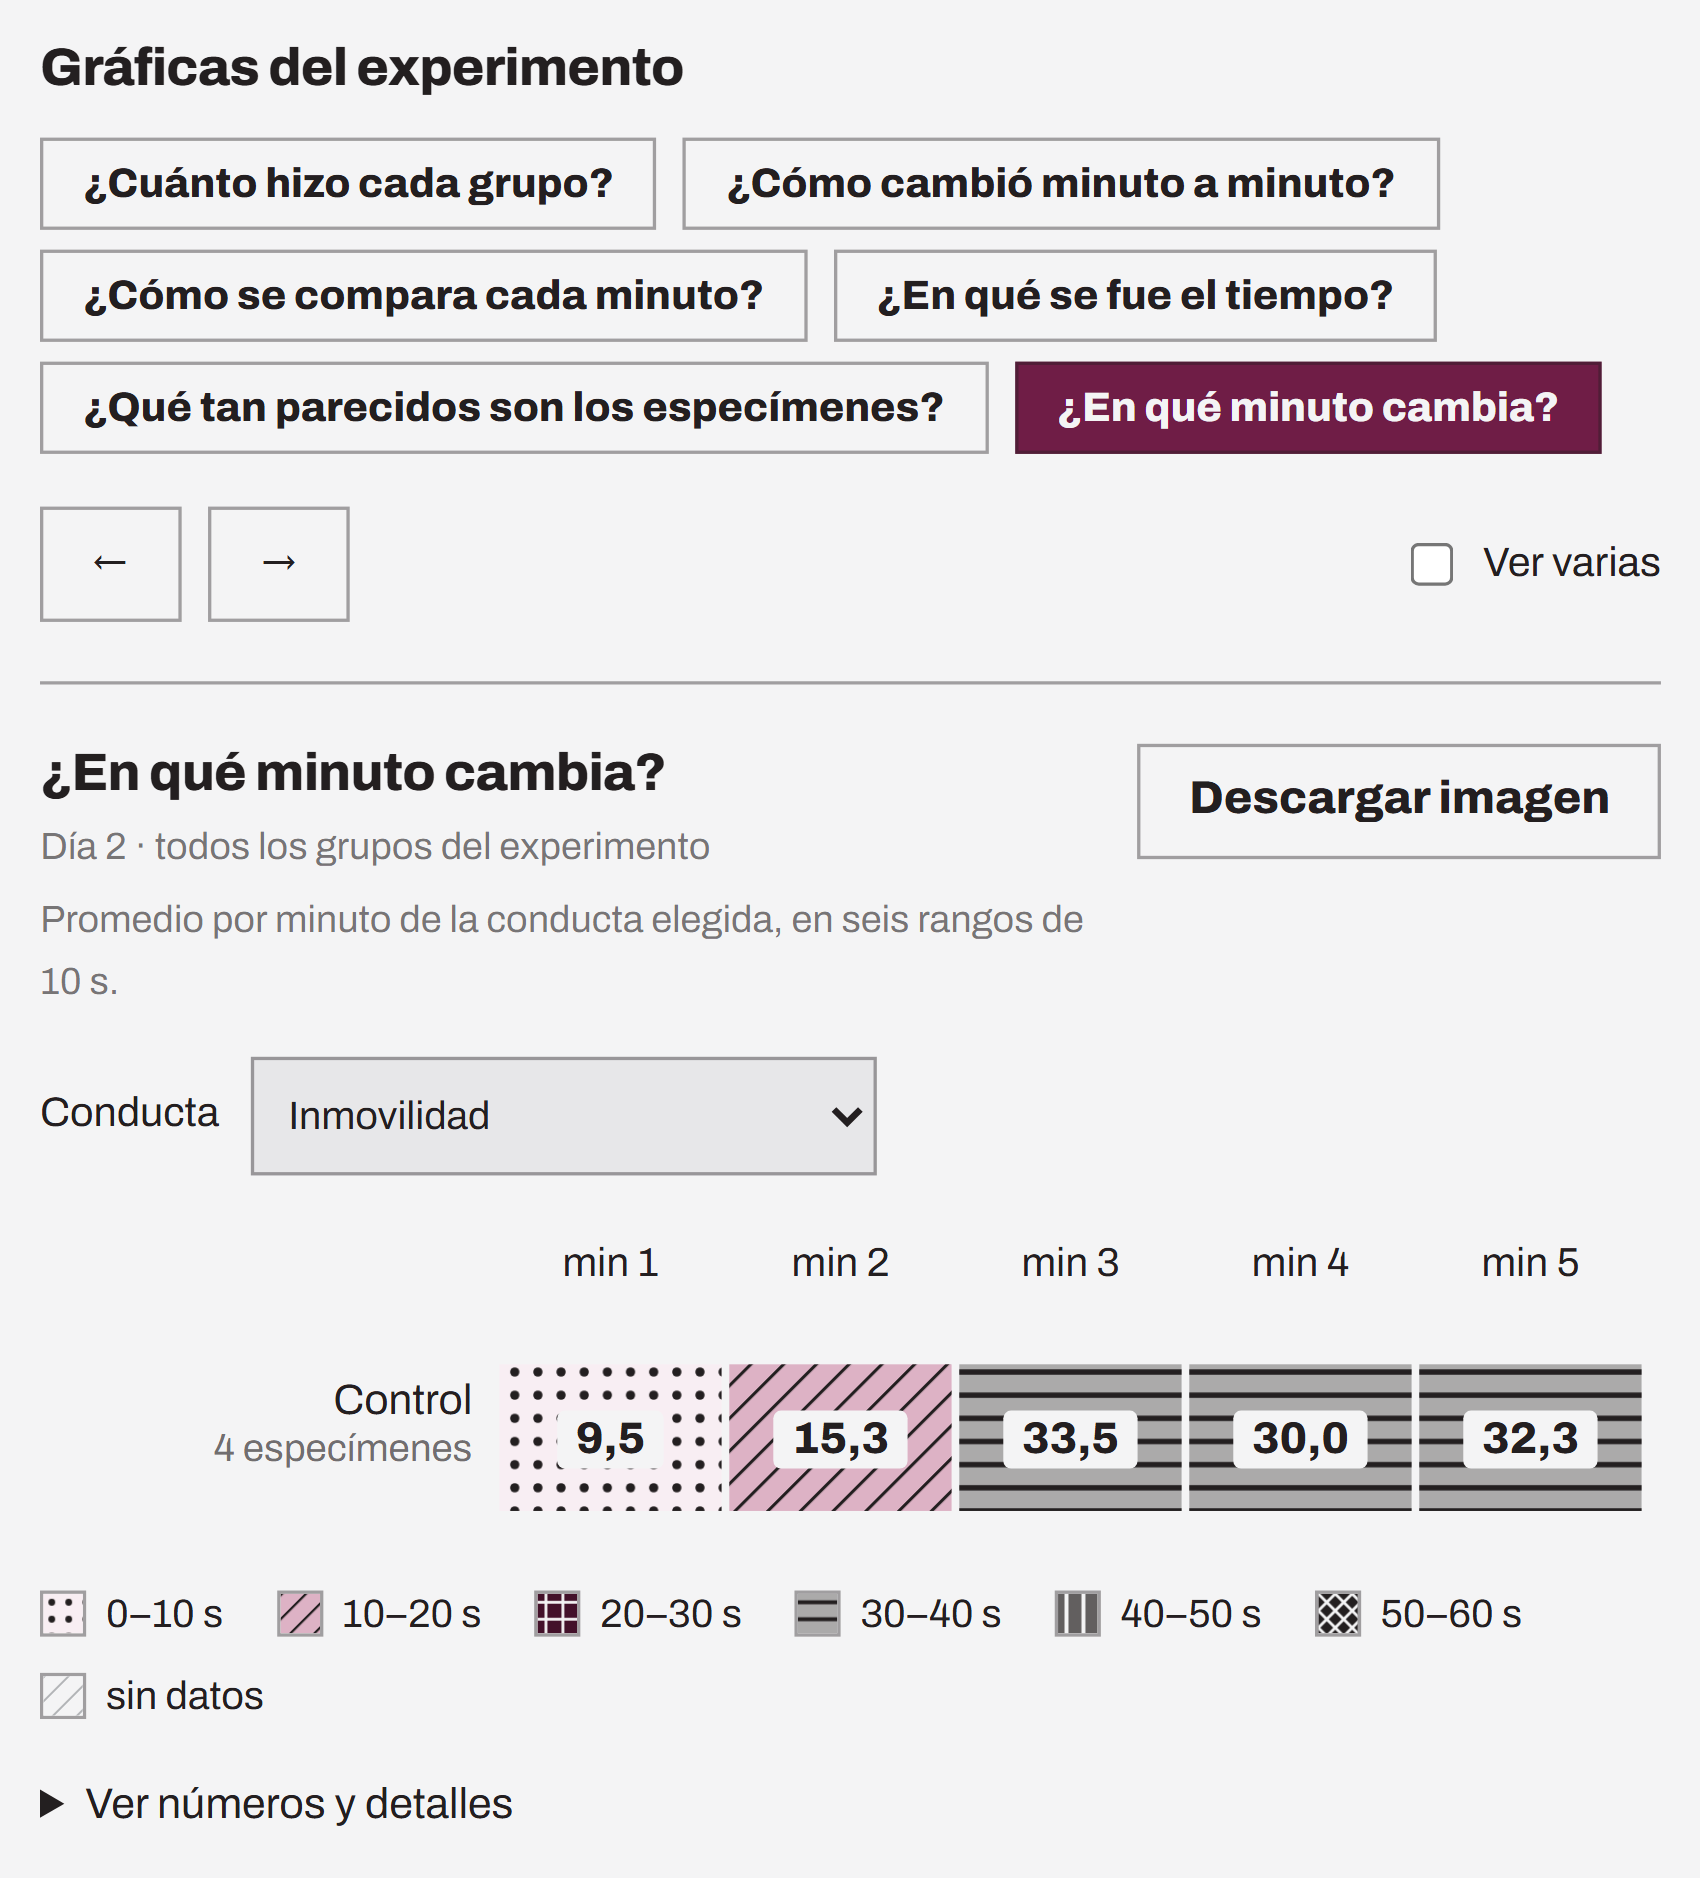 Gráficas del experimento
¿Cuánto hizo cada grupo? ¿Cómo cambió minuto a minuto?
¿Cómo se compara cada minuto? ¿En qué se fue el tiempo?
¿Qué tan parecidos son los especímenes? ¿En qué minuto cambia?
← → Ver varias
¿En qué minuto cambia? Descargar imagen
Día 2 · todos los grupos del experimento
Promedio por minuto de la conducta elegida, en seis rangos de
10 s.
Conducta Inmovilidad
min 1 min 2 min 3 min 4 min 5
Control
4 especímenes
9,5 15,3 33,5 30,0 32,3
0–10 s 10–20 s 20–30 s 30–40 s 40–50 s 50–60 s
sin datos
▶ Ver números y detalles